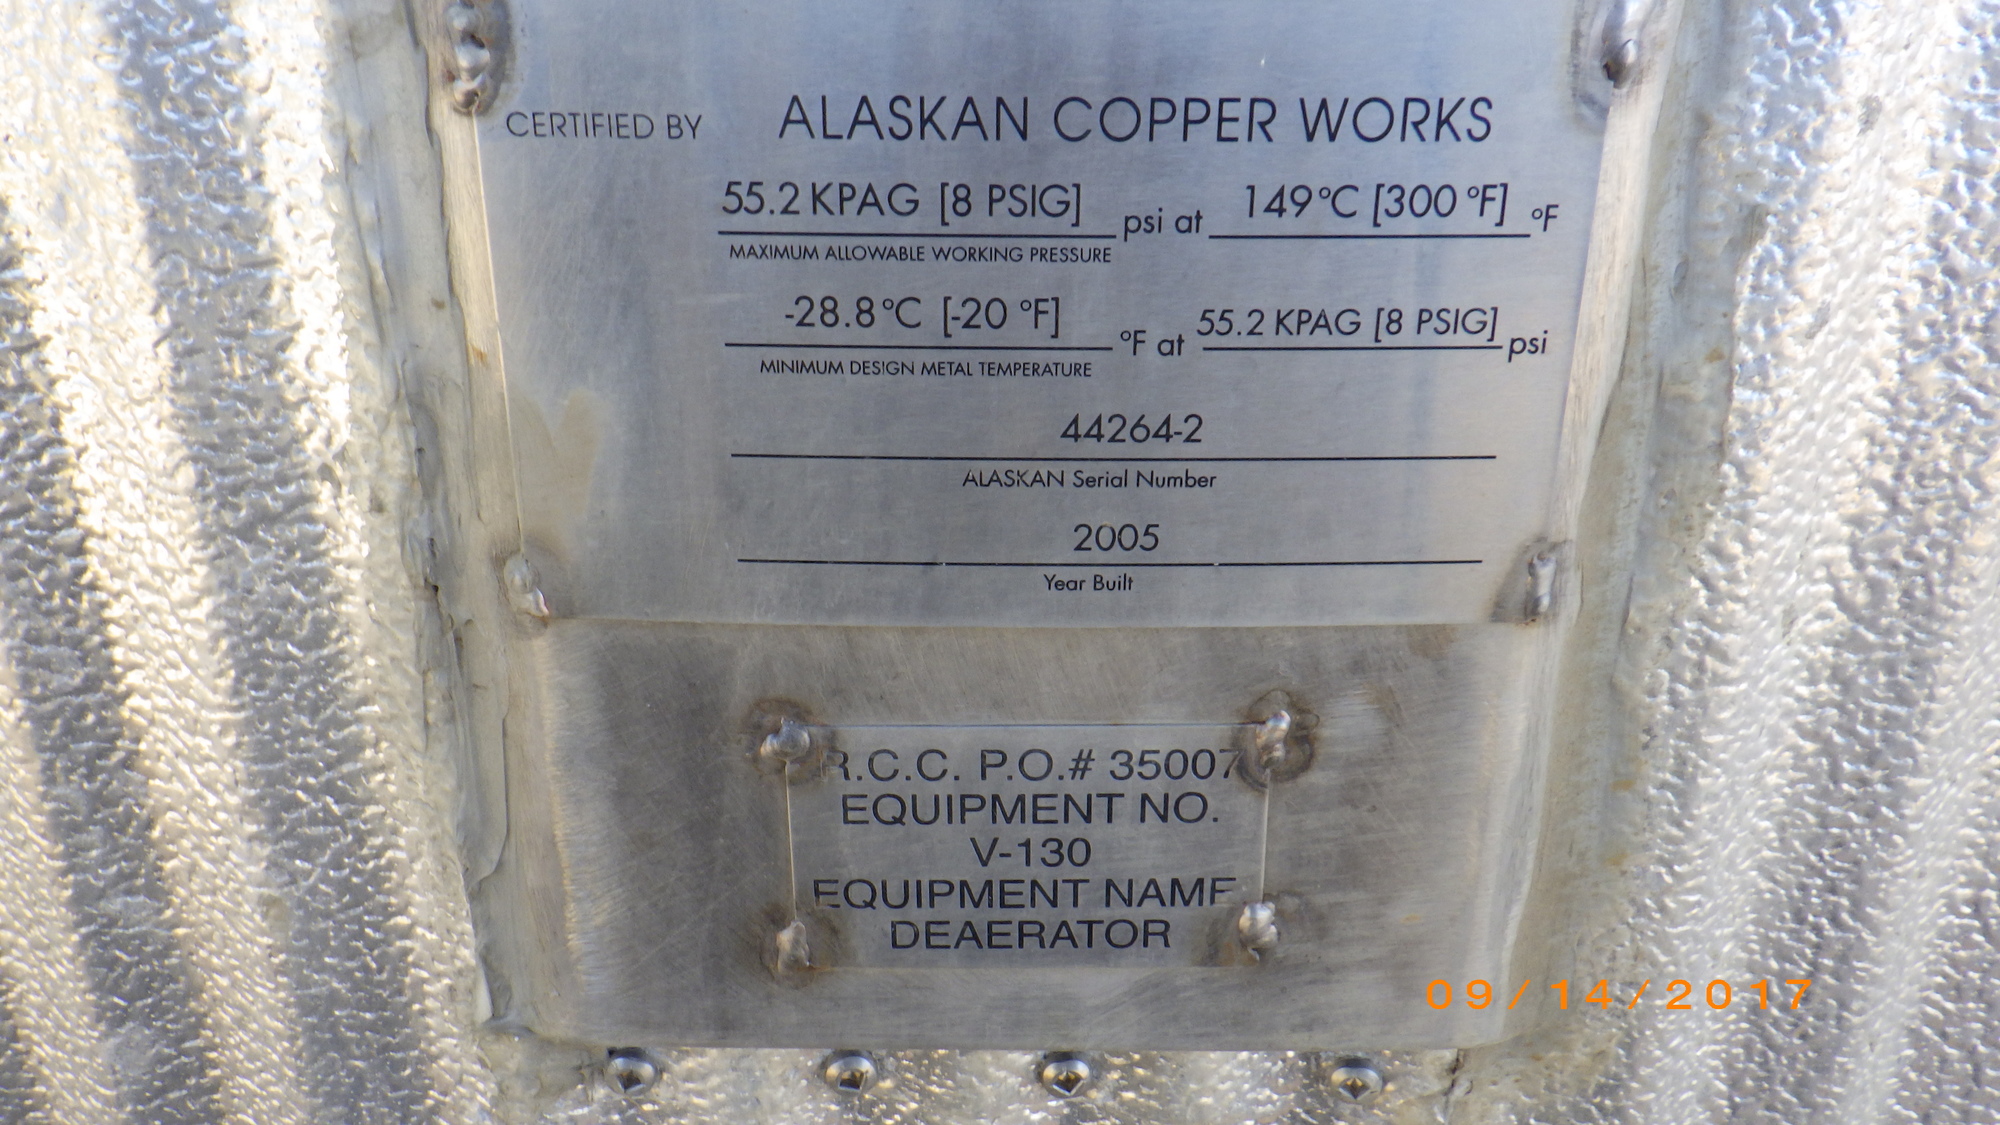 CERTIFIED BY ALASKAN COPPER WORKS
55.2 KPAG [8 PSIG] psi at 149°C [300 °F] °F
MAXIMUM ALLOWABLE WORKING PRESSURE
-28.8°C [-20 °F] °F at 55.2 KPAG [8 PSIG] psi
MINIMUM DESIGN METAL TEMPERATURE
44264-2
ALASKAN Serial Number
2005
Year Built
R.C.C. P.O.# 35007
EQUIPMENT NO.
V-130
EQUIPMENT NAME
DEAERATOR
09/14/2017